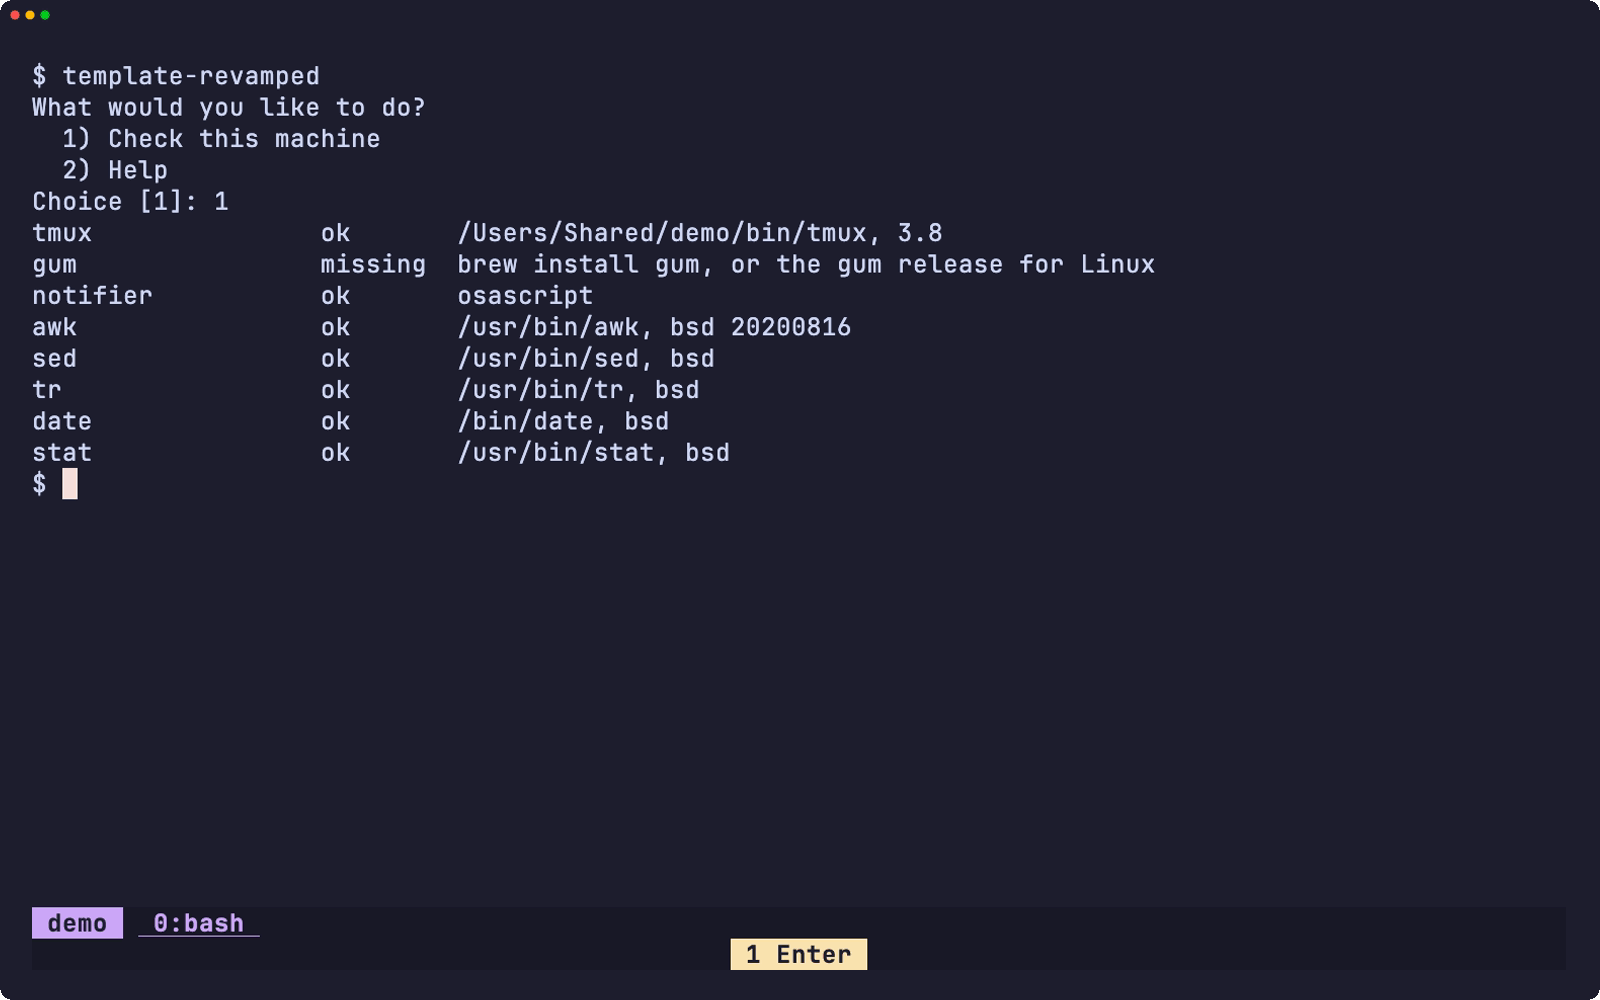 $ template-revamped
What would you like to do?
  1) Check this machine
  2) Help
Choice [1]: 1
tmux               ok       /Users/Shared/demo/bin/tmux, 3.8
gum                missing  brew install gum, or the gum release for Linux
notifier           ok       osascript
awk                ok       /usr/bin/awk, bsd 20200816
sed                ok       /usr/bin/sed, bsd
tr                 ok       /usr/bin/tr, bsd
date               ok       /bin/date, bsd
stat               ok       /usr/bin/stat, bsd
$
demo 0:bash
1 Enter